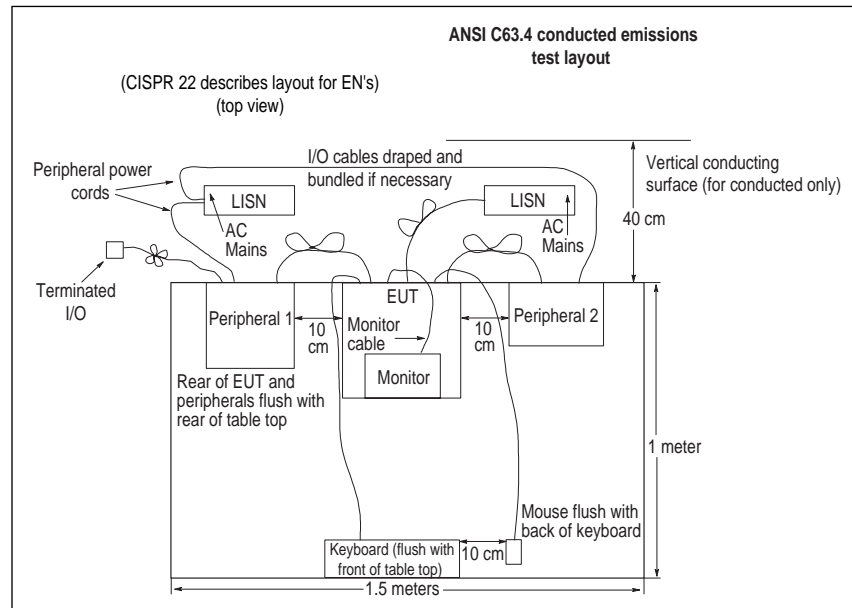 ANSI C63.4 conducted emissions
test layout
(CISPR 22 describes layout for EN's)
(top view)
Peripheral power
cords
I/O cables draped and
bundled if necessary
Vertical conducting
surface (for conducted only)
LISN
LISN
AC
Mains
AC
Mains
40 cm
Terminated
I/O
EUT
Peripheral 1
Peripheral 2
10
cm
10
cm
Monitor
cable
Monitor
Rear of EUT and
peripherals flush with
rear of table top
1 meter
Mouse flush with
back of keyboard
Keyboard (flush with
front of table top)
10 cm
1.5 meters